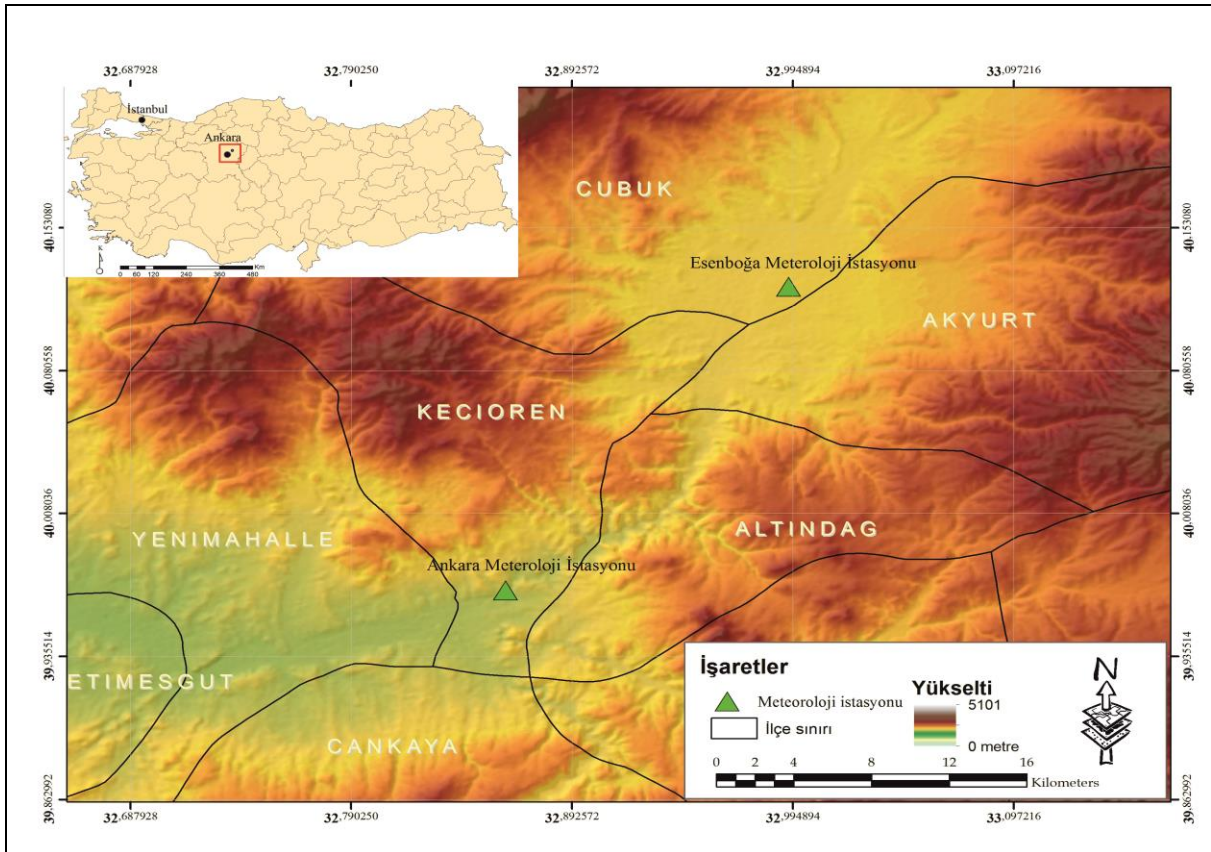 32.687928 32.790250 32.892572 32.994894 33.097216
İstanbul
Ankara
K
0 60 120 240 360 480
Km
40.153080
40.080558
40.008036
39.935514
39.862992
40.153080
40.080558
40.008036
39.935514
39.862992
CUBUK
Esenboğa Meteroloji İstasyonu
AKYURT
KECIOREN
YENIMAHALLE
ALTINDAG
Ankara Meteroloji İstasyonu
ETIMESGUT
CANKAYA
İşaretler
Meteoroloji istasyonu
İlçe sınırı
Yükselti
5101
0 metre
N
0 2 4 8 12 16
Kilometers
32.687928 32.790250 32.892572 32.994894 33.097216